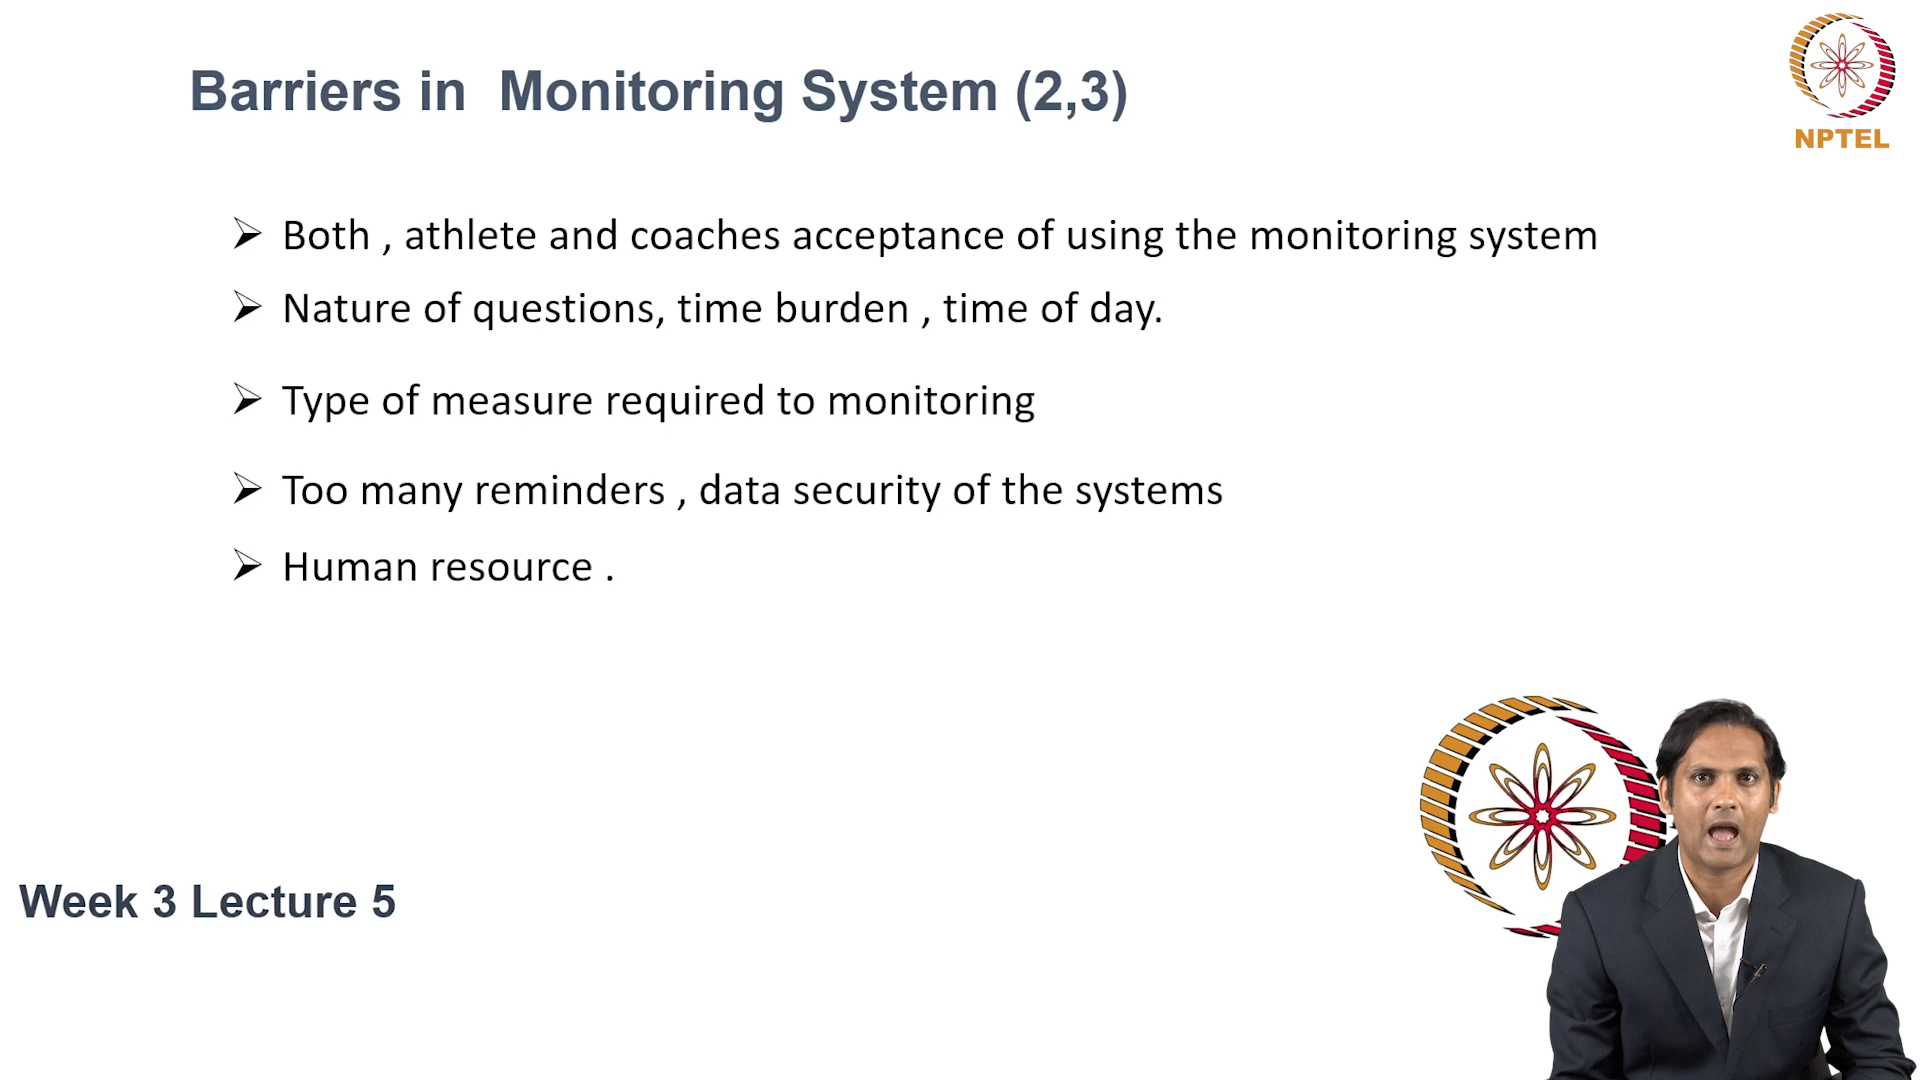 Barriers in Monitoring System (2,3)
NPTEL
Both , athlete and coaches acceptance of using the monitoring system
Nature of questions, time burden , time of day.
Type of measure required to monitoring
Too many reminders , data security of the systems
Human resource .
Week 3 Lecture 5